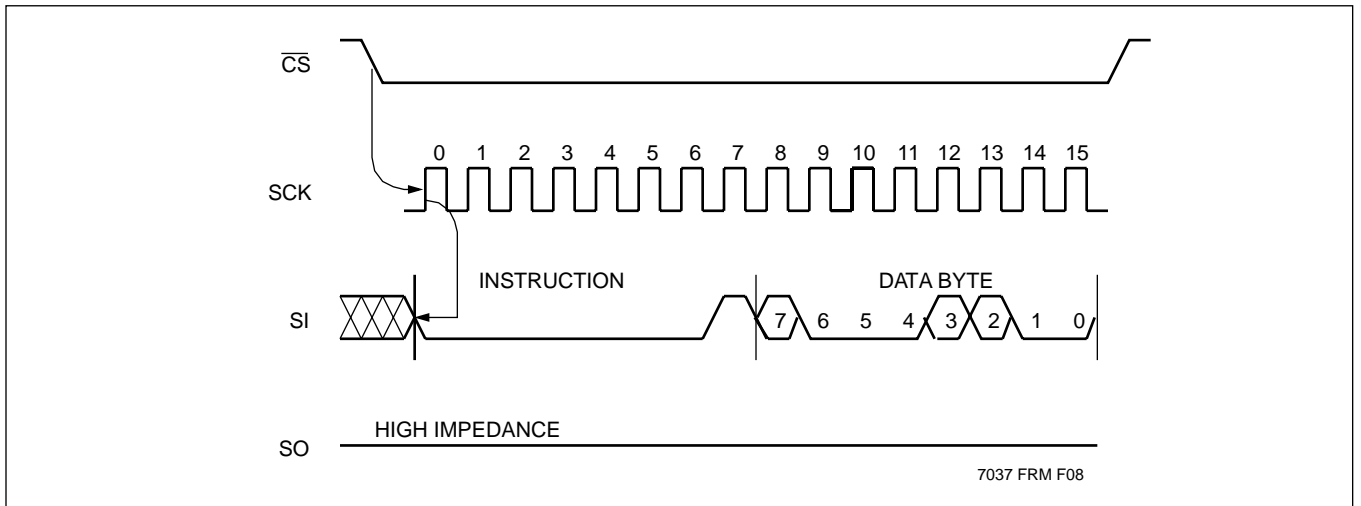 CS
0 1 2 3 4 5 6 7 8 9 10 11 12 13 14 15
SCK
INSTRUCTION DATA BYTE
SI 7 6 5 4 3 2 1 0
HIGH IMPEDANCE
SO
7037 FRM F08